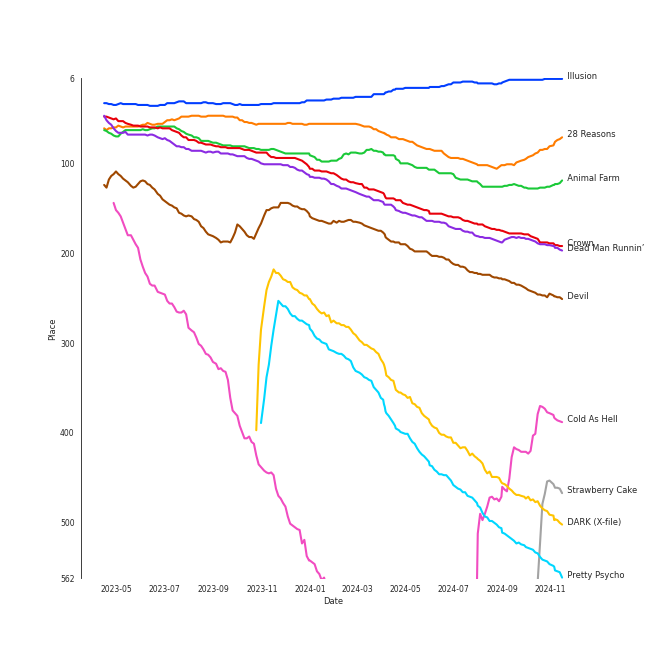 6
Illusion
28 Reasons
100
Animal Farm
200
Crown
Dead Man Runnin'
Devil
Place
300
400
Cold As Hell
Strawberry Cake
500
DARK (X-file)
562
Pretty Psycho
2023-05 2023-07 2023-09 2023-11 2024-01 2024-03 2024-05 2024-07 2024-09 2024-11
Date